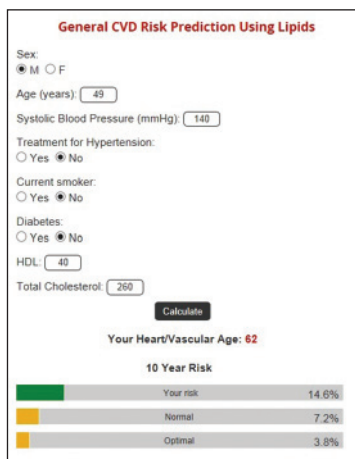 General CVD Risk Prediction Using Lipids
Sex:
M F
Age (years): 49
Systolic Blood Pressure (mmHg): 140
Treatment for Hypertension:
Yes No
Current smoker:
Yes No
Diabetes:
Yes No
HDL: 40
Total Cholesterol: 260
Calculate
Your Heart/Vascular Age: 62
10 Year Risk
Your risk 14.6%
Normal 7.2%
Optimal 3.8%